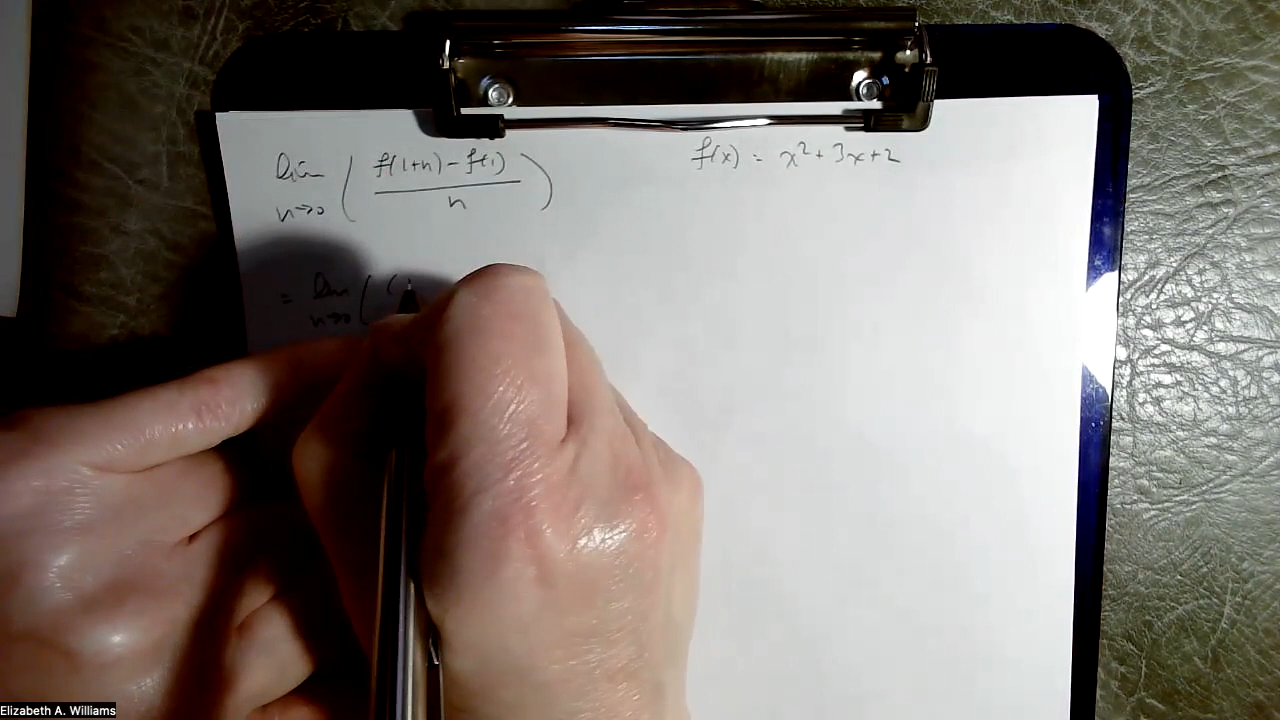 lim ( f(1+h) - f(1) / h ) f(x) = x² + 3x + 2
h→0
= lim ( (
h→0
Elizabeth A. Williams